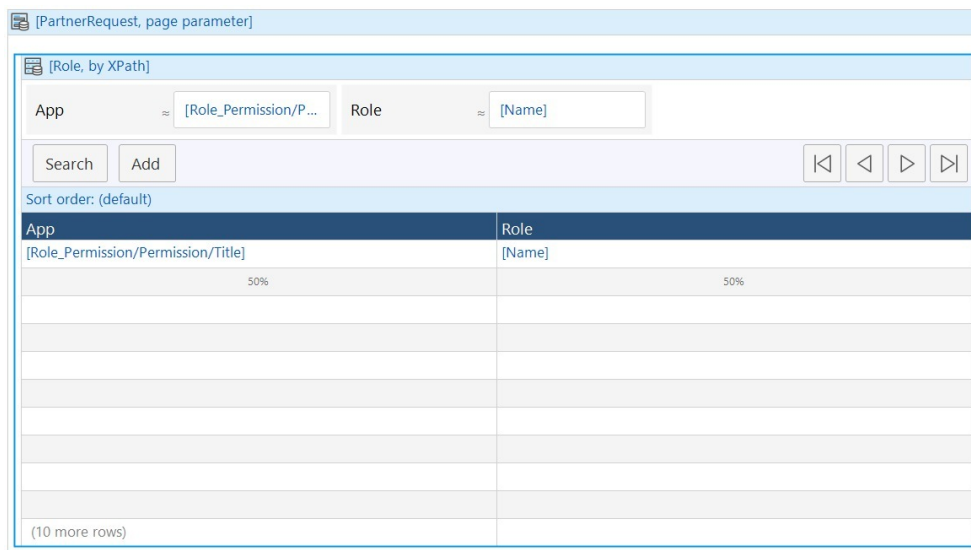 [PartnerRequest, page parameter]
[Role, by XPath]
App ≈ [Role_Permission/P... Role ≈ [Name]
Search Add
Sort order: (default)
App Role
[Role_Permission/Permission/Title] [Name]
50% 50%
(10 more rows)